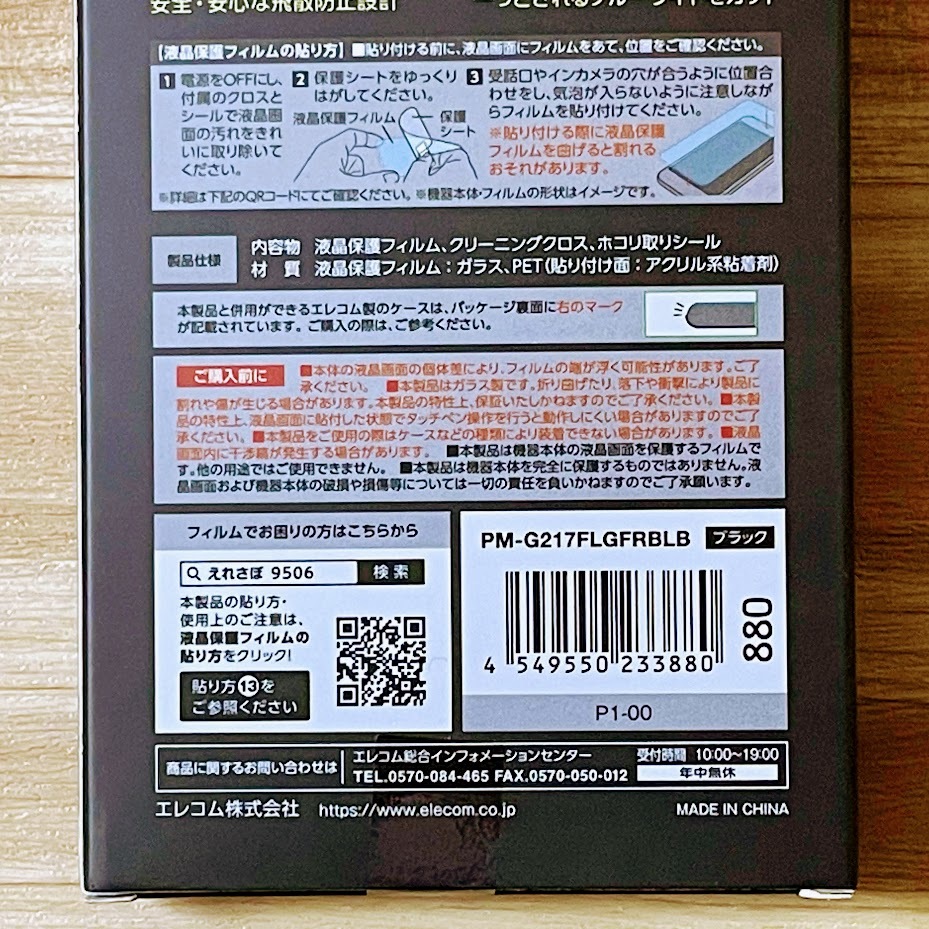 安全・安心な飛散防止設計
【液晶保護フィルムの貼り方】■貼り付ける前に、液晶画面にフィルムをあて、位置をご確認ください。
1 電源をOFFにし、
付属のクロスと
シールで液晶画
面の汚れをきれ
いに取り除いて
ください。
2 保護シートをゆっくり
はがしてください。
液晶保護フィルム
保護
シート
3 受話口やインカメラの穴が合うように位置合
わせをし、気泡が入らないように注意しなが
らフィルムを貼り付けてください。
※貼り付ける際に液晶保護
フィルムを曲げると割れる
おそれがあります。
※詳細は下記のQRコードにてご確認ください。※機器本体・フィルムの形状はイメージです。
製品仕様
内容物 液晶保護フィルム、クリーニングクロス、ホコリ取りシール
材 質 液晶保護フィルム：ガラス、PET（貼り付け面：アクリル系粘着剤）
本製品と併用ができるエレコム製のケースは、パッケージ裏面に右のマーク
が記載されています。ご購入の際は、ご参考ください。
ご購入前に ■本体の液晶画面の個体差により、フィルムの端が浮く可能性があります。ご了
承ください。 ■本製品はガラス製です。折り曲げたり、落下や衝撃により製品に
割れや傷が生じる場合があります。本製品の特性上、保証いたしかねますのでご了承ください。■本製
品の特性上、液晶画面に貼付した状態でタッチペン操作を行うと動作しにくい場合がありますのでご了
承ください。■本製品をご使用の際はケースなどの種類により装着できない場合があります。■液晶
画面内に干渉縞が発生する場合があります。■本製品は機器本体の液晶画面を保護するフィルムで
す。他の用途ではご使用できません。 ■本製品は機器本体を完全に保護するものではありません。液
晶画面および機器本体の破損や損傷等については一切の責任を負いかねますのでご了承願います。
フィルムでお困りの方はこちらから
えれさぽ 9506 検索
本製品の貼り方・
使用上のご注意は、
液晶保護フィルムの
貼り方をクリック!
貼り方⑬を
ご参照ください
PM-G217FLGFRBLB ブラック
4 549550 233880
880
P1-00
商品に関するお問い合わせは
エレコム総合インフォメーションセンター
TEL.0570-084-465 FAX.0570-050-012
受付時間 10:00～19:00
年中無休
エレコム株式会社 https://www.elecom.co.jp
MADE IN CHINA